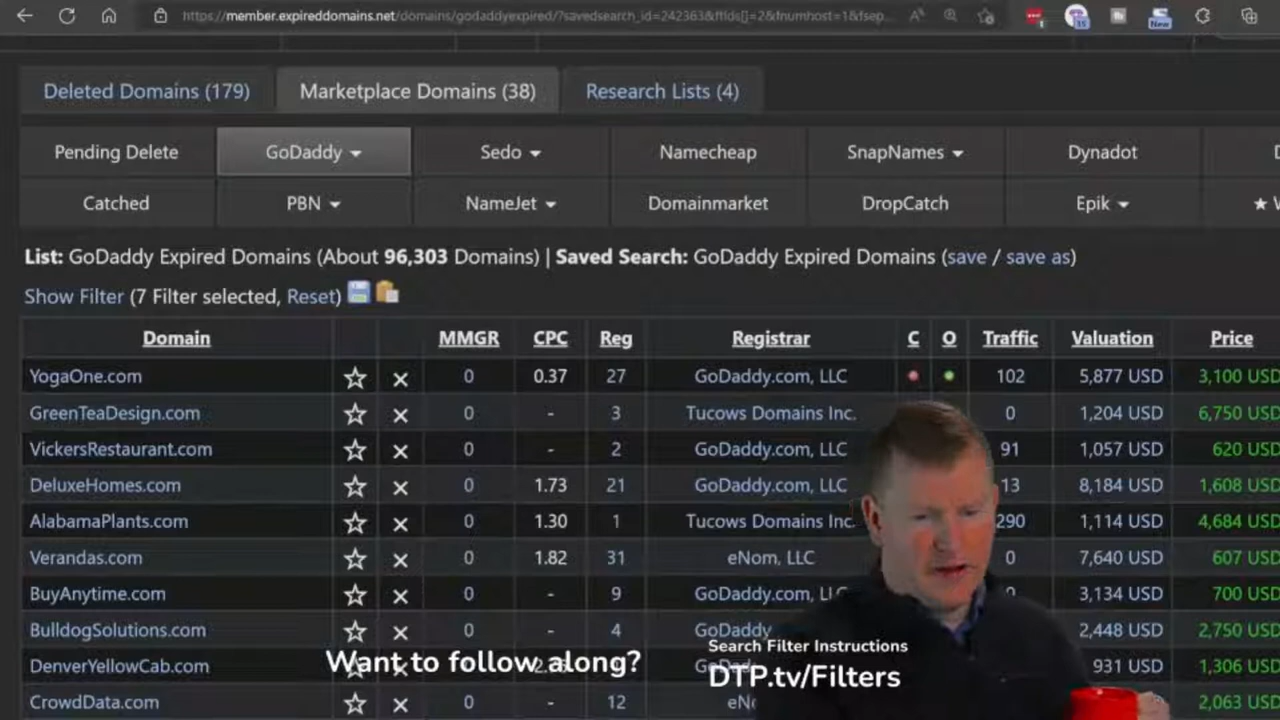 https://member.expireddomains.net/domains/godaddyexpired/?savedsearch_id=242363&ftlds[]=2&fnumhost=1&fsep...
New
Deleted Domains (179) Marketplace Domains (38) Research Lists (4)
Pending Delete GoDaddy Sedo Namecheap SnapNames Dynadot
Catched PBN NameJet Domainmarket DropCatch Epik
List: GoDaddy Expired Domains (About 96,303 Domains) | Saved Search: GoDaddy Expired Domains (save / save as)
Show Filter (7 Filter selected, Reset)
Domain MMGR CPC Reg Registrar C O Traffic Valuation Price
YogaOne.com 0 0.37 27 GoDaddy.com, LLC 102 5,877 USD 3,100 USD
GreenTeaDesign.com 0 - 3 Tucows Domains Inc. 0 1,204 USD 6,750 USD
VickersRestaurant.com 0 - 2 GoDaddy.com, LLC 91 1,057 USD 620 USD
DeluxeHomes.com 0 1.73 21 GoDaddy.com, LLC 13 8,184 USD 1,608 USD
AlabamaPlants.com 0 1.30 1 Tucows Domains Inc. 290 1,114 USD 4,684 USD
Verandas.com 0 1.82 31 eNom, LLC 0 7,640 USD 607 USD
BuyAnytime.com 0 - 9 GoDaddy.com, 3,134 USD 700 USD
BulldogSolutions.com 0 - 4 GoDaddy 2,448 USD 2,750 USD
Search Filter Instructions
DenverYellowCab.com 931 USD 1,306 USD
Want to follow along?
DTP.tv/Filters
CrowdData.com 0 - 12 2,063 USD